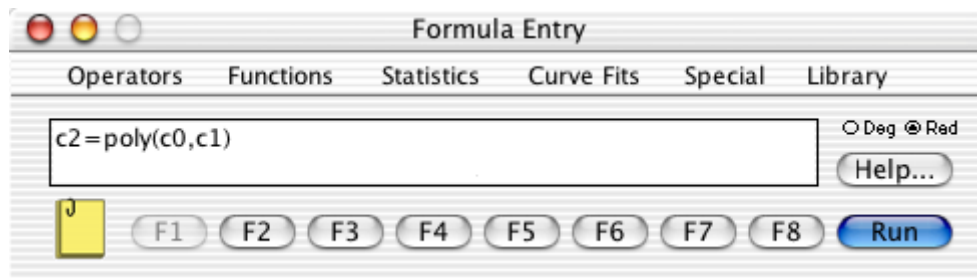 Formula Entry
Operators Functions Statistics Curve Fits Special Library
c2=poly(c0,c1)
Deg Rad
Help...
F1 F2 F3 F4 F5 F6 F7 F8 Run